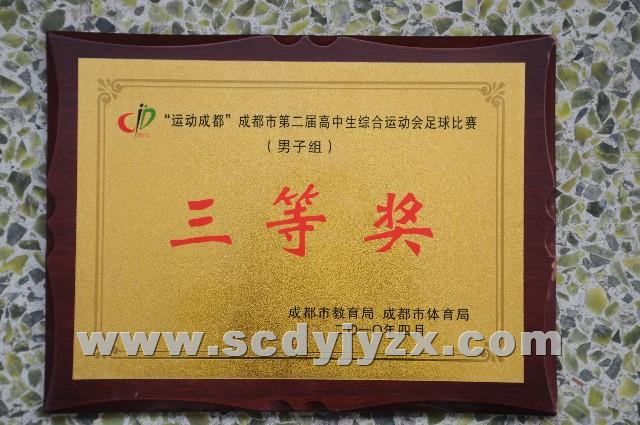 “运动成都”成都市第二届高中生综合运动会足球比赛
（男子组）
三等奖
成都市教育局 成都市体育局
二〇一〇年四月
www.scdyjyzx.com